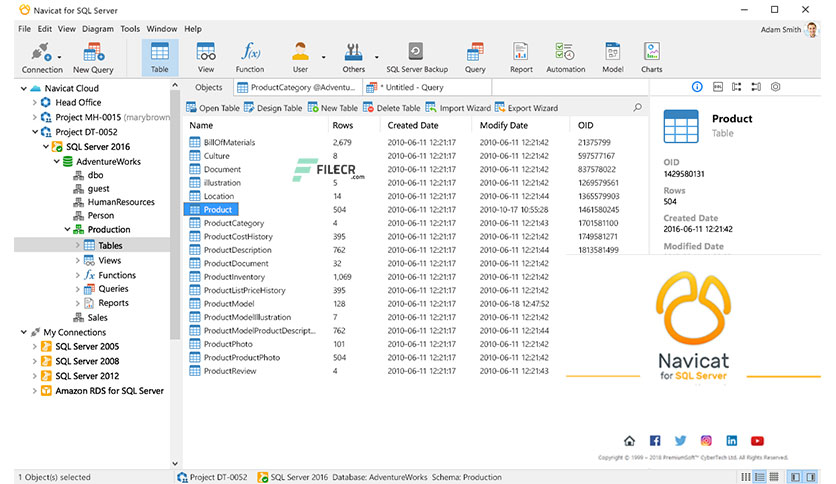 Navicat for SQL Server
File Edit View Diagram Tools Window Help
Adam Smith
Connection New Query Table View Function User Others SQL Server Backup Query Report Automation Model Charts
Objects ProductCategory @Adventu... * Untitled - Query
Open Table Design Table New Table Delete Table Import Wizard Export Wizard
Navicat Cloud
Head Office
Project MH-0015 (marybrown
Project DT-0052
SQL Server 2016
AdventureWorks
dbo
guest
HumanResources
Person
Production
Tables
Views
Functions
Queries
Reports
Sales
My Connections
SQL Server 2005
SQL Server 2008
SQL Server 2012
Amazon RDS for SQL Server
Name Rows Created Date Modify Date OID
BillOfMaterials 2,679 2010-06-11 12:21:17 2010-06-11 12:21:42 21375799
Culture 8 2010-06-11 12:21:17 2010-06-11 12:21:42 597577167
Document 2010-06-11 12:21:17 2010-06-11 12:21:42 837578022
illustration 5 2010-06-11 12:21:17 2010-06-11 12:21:42 1269579561
Location 14 2010-06-11 12:21:17 2010-06-11 12:21:44 1365579903
Product 504 2010-06-11 12:21:17 2010-10-17 10:55:28 1461580245
ProductCategory 4 2010-06-11 12:21:17 2010-06-11 12:21:43 1701581100
ProductCostHistory 395 2010-06-11 12:21:17 2010-06-11 12:21:42 1749581271
ProductDescription 762 2010-06-11 12:21:17 2010-06-11 12:21:44 1813581499
ProductDocument 32 2010-06-11 12:21:17 2010-06-11 12:21:42
ProductInventory 1,069 2010-06-11 12:21:17 2010-06-11 12:21:42
ProductListPriceHistory 395 2010-06-11 12:21:17 2010-06-11 12:21:42
ProductModel 128 2010-06-11 12:21:17 2010-06-18 12:47:52
ProductModelIllustration 7 2010-06-11 12:21:17 2010-06-11 12:21:42
ProductModelProductDescript... 762 2010-06-11 12:21:17 2010-06-11 12:21:44
ProductPhoto 101 2010-06-11 12:21:17 2010-06-11 12:21:42
ProductProductPhoto 504 2010-06-11 12:21:17 2010-06-11 12:21:42
ProductReview 4 2010-06-11 12:21:17 2010-06-11 12:21:43
FILECR
.com
Product
Table
OID
1429580131
Rows
504
Created Date
2016-06-11 12:21:42
Modified Date
Navicat
for SQL Server
Copyright © 1999 – 2018 PremiumSoft™ CyberTech Ltd. All Rights Reserved.
1 Object(s) selected Project DT-0052 SQL Server 2016 Database: AdventureWorks Schema: Production